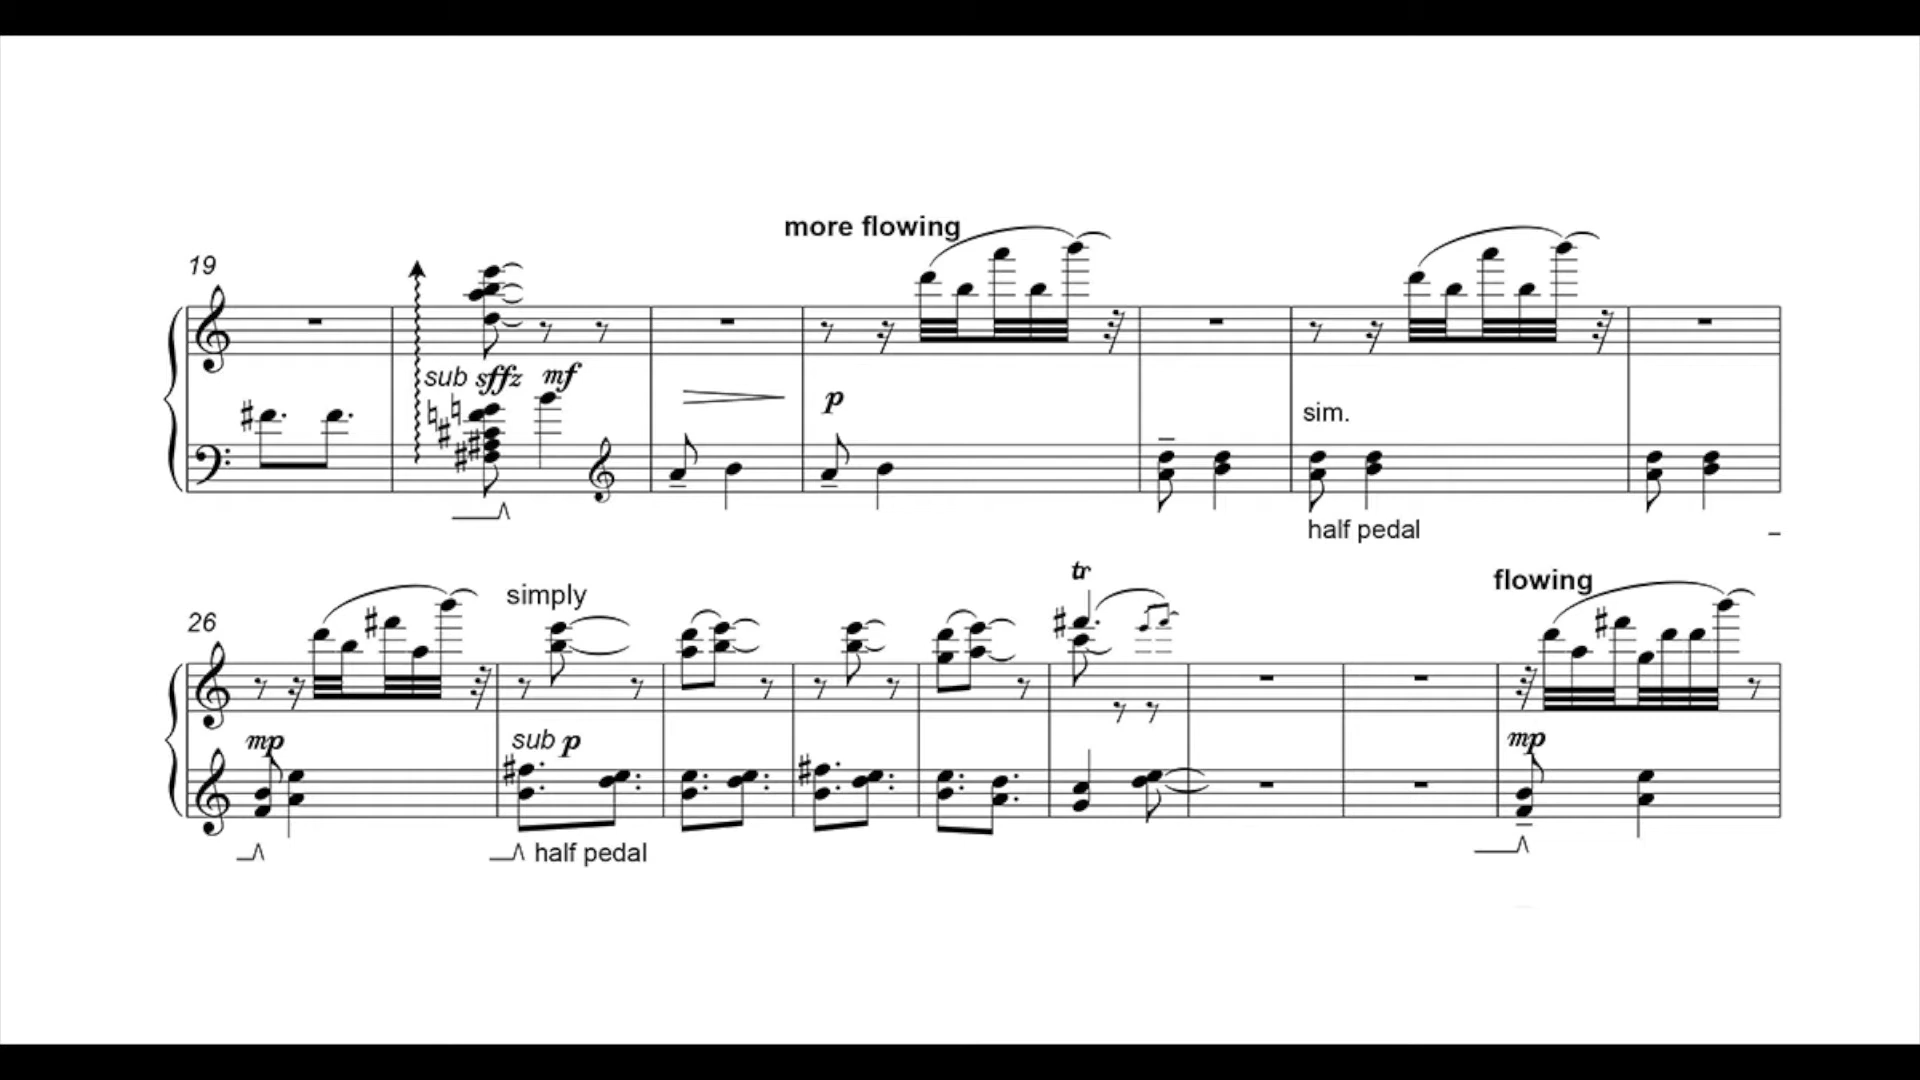 more flowing
19
sub sffz mf
p
sim.
half pedal
tr
flowing
26
simply
mp
sub p
mp
half pedal